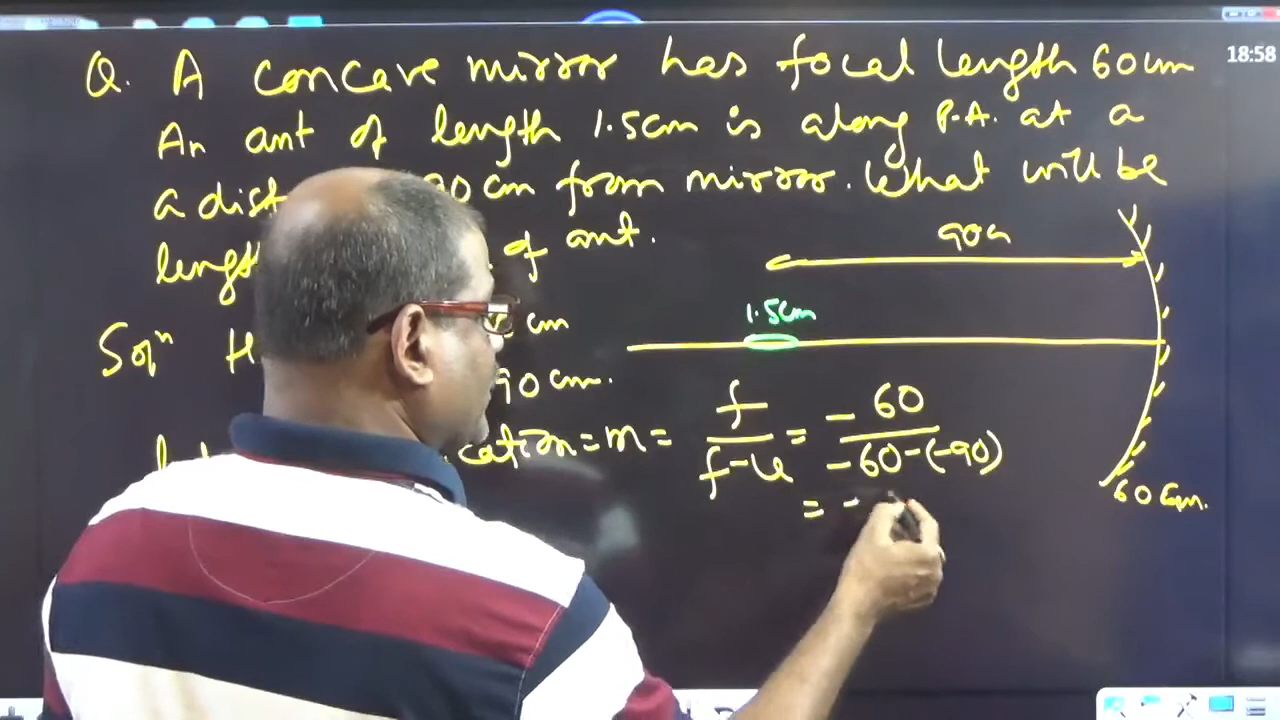 18:58
Q. A concave mirror has focal length 60cm
An ant of length 1.5cm is along P.A. at a
a dist 90 cm from mirror. What will be
length of ant.
90cm
1.5cm
Solⁿ H cm
90 cm.
cation = m = f/f-u = -60/-60-(-90)
= -
60 cm.